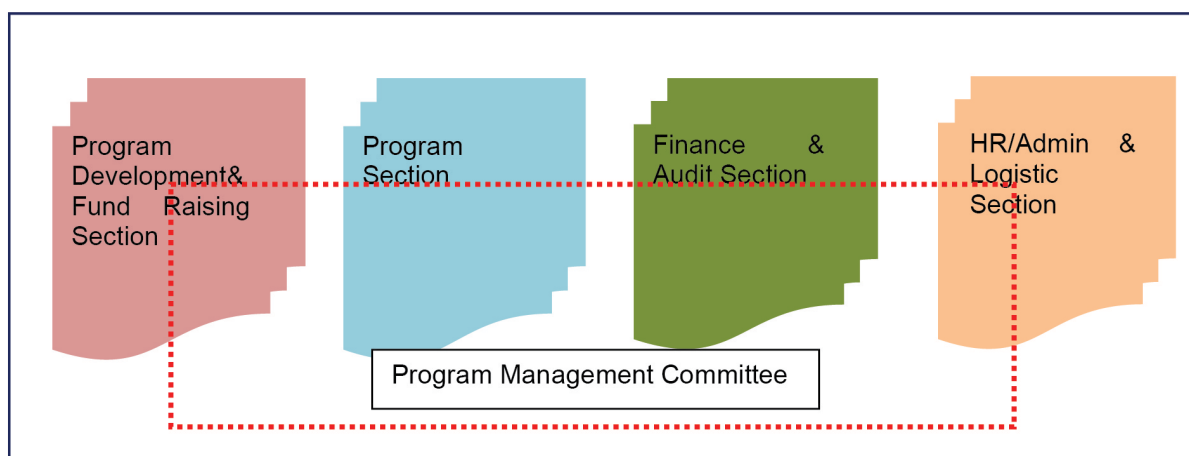 Program
Development&
Fund Raising
Section
Program
Section
Finance &
Audit Section
HR/Admin &
Logistic
Section
Program Management Committee